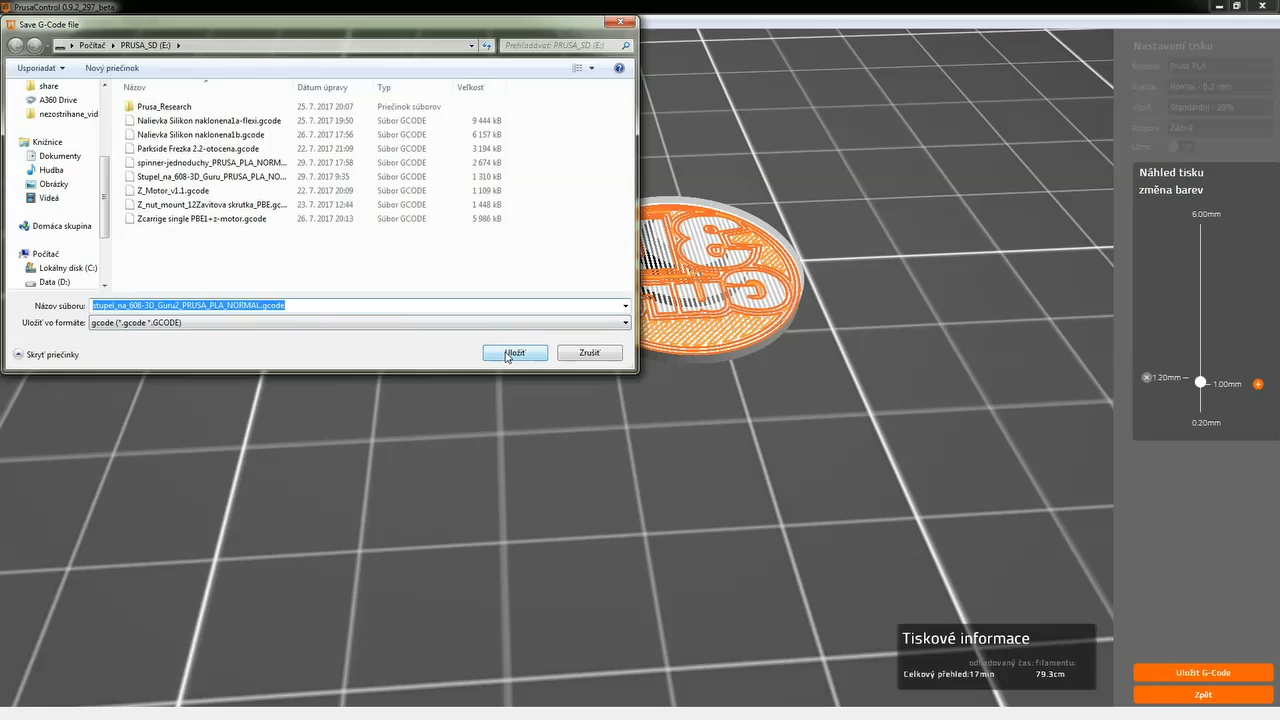 PrusaControl 0.9.2_297_beta
Save G-Code file
Počítač PRUSA_SD (E:)
Prehľadávať: PRUSA_SD (E:)
Usporiadať Nový priečinok
Názov Dátum úpravy Typ Veľkosť
share
A360 Drive
nezostrihane_vid
Knižnice
Dokumenty
Hudba
Obrázky
Videá
Domáca skupina
Počítač
Lokálny disk (C:)
Data (D:)
Prusa_Research 25. 7. 2017 20:07 Priečinok súborov
Nalievka Silikon naklonena1a-flexi.gcode 25. 7. 2017 19:50 Súbor GCODE 9 444 kB
Nalievka Silikon naklonena1b.gcode 26. 7. 2017 17:56 Súbor GCODE 6 157 kB
Parkside Frezka 2.2-otocena.gcode 22. 7. 2017 21:09 Súbor GCODE 3 194 kB
spinner-jednoduchy_PRUSA_PLA_NORM... 29. 7. 2017 17:58 Súbor GCODE 2 674 kB
Stupel_na_608-3D_Guru_PRUSA_PLA_NO... 29. 7. 2017 9:35 Súbor GCODE 1 310 kB
Z_Motor_v1.1.gcode 22. 7. 2017 20:09 Súbor GCODE 1 109 kB
Z_nut_mount_12Zavitova skrutka_PBE.gc... 23. 7. 2017 12:44 Súbor GCODE 1 448 kB
Zcarrige single PBE1+z-motor.gcode 26. 7. 2017 20:13 Súbor GCODE 5 986 kB
Názov súboru: stupel_na_608-3D_Guru2_PRUSA_PLA_NORMAL.gcode
Uložiť vo formáte: gcode (*.gcode *.GCODE)
Skryť priečinky
Uložiť Zrušiť
Nastavení tisku
Prusa PLA
Normal - 0.2 mm
Standardní - 20%
Žádné
Náhled tisku
změna barev
6.00mm
1.20mm
1.00mm
0.20mm
Tiskové informace
filamentu:
Celkový přehled:17min 79.3cm
Uložit G-Code
Zpět